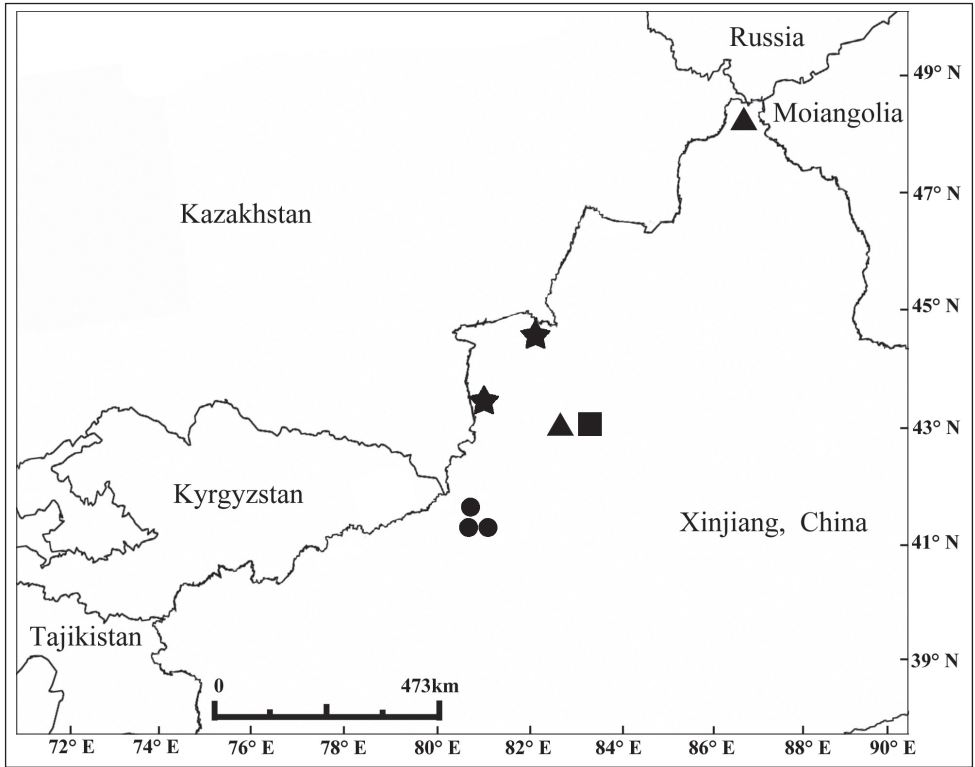 Russia
49° N
Moiangolia
47° N
Kazakhstan
45° N
43° N
Kyrgyzstan
Xinjiang, China
41° N
Tajikistan
39° N
0 473km
72° E 74° E 76° E 78° E 80° E 82° E 84° E 86° E 88° E 90° E